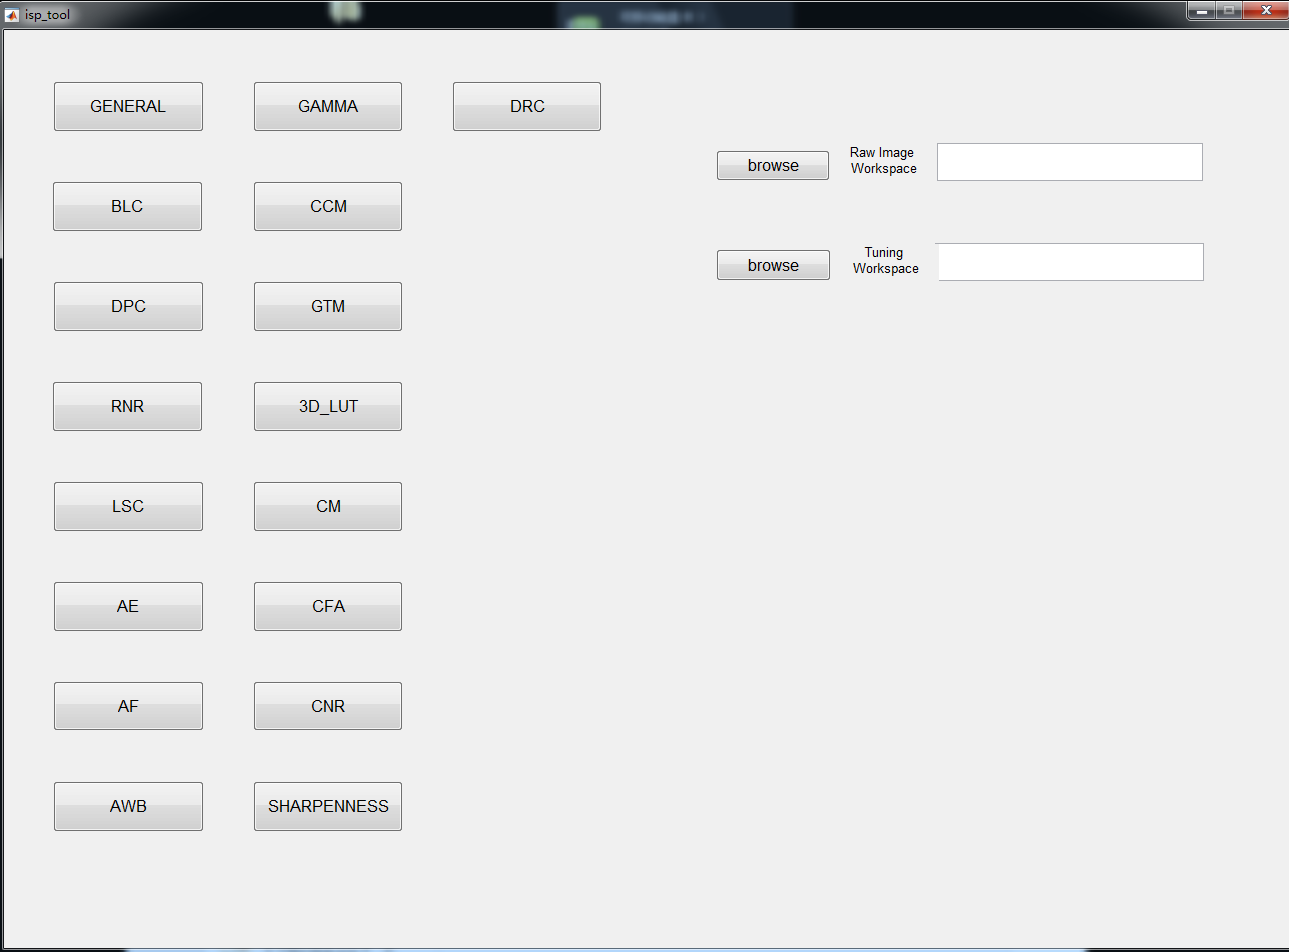 isp_tool
GENERAL GAMMA DRC
browse Raw Image
Workspace
BLC CCM
browse Tuning
Workspace
DPC GTM
RNR 3D_LUT
LSC CM
AE CFA
AF CNR
AWB SHARPENNESS